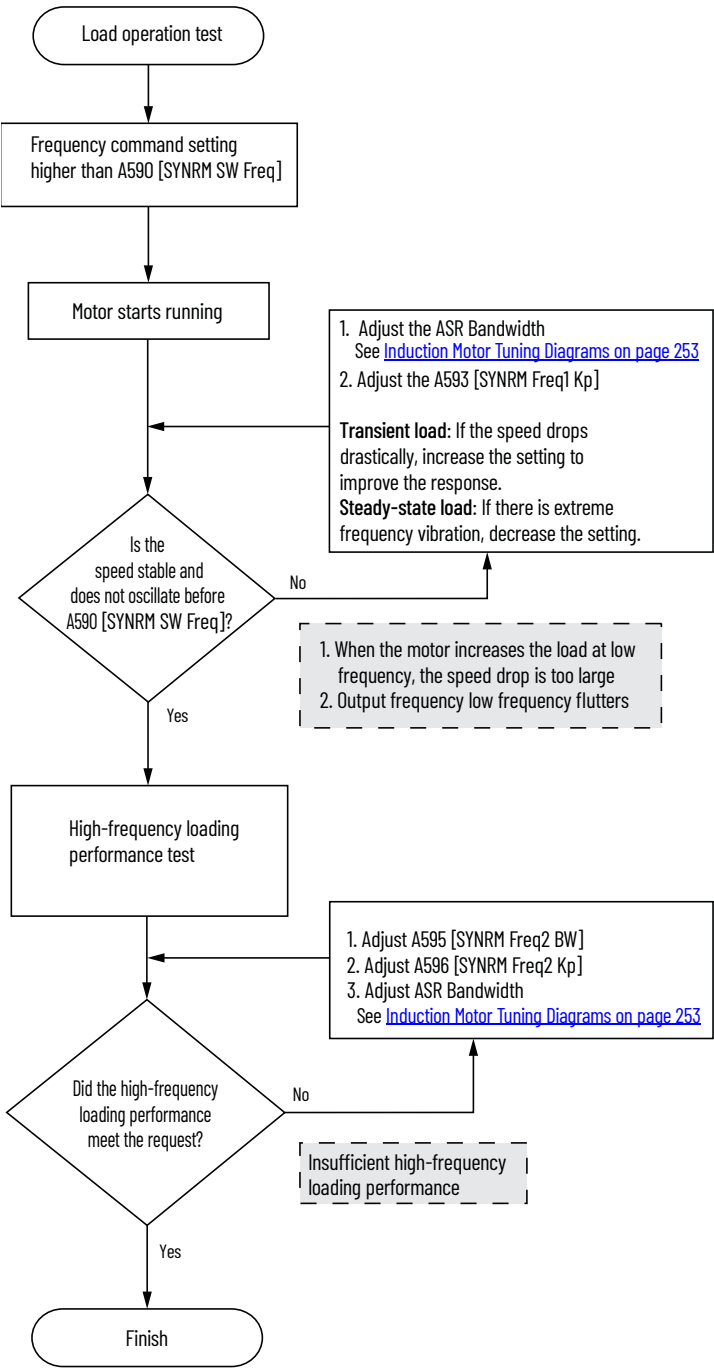 Load operation test
Frequency command setting
higher than A590 [SYNRM SW Freq]
Motor starts running
1. Adjust the ASR Bandwidth
See Induction Motor Tuning Diagrams on page 253
2. Adjust the A593 [SYNRM Freq1 Kp]
Transient load: If the speed drops
drastically, increase the setting to
improve the response.
Steady-state load: If there is extreme
frequency vibration, decrease the setting.
Is the
speed stable and
does not oscillate before
A590 [SYNRM SW Freq]?
No
1. When the motor increases the load at low
frequency, the speed drop is too large
2. Output frequency low frequency flutters
Yes
High-frequency loading
performance test
1. Adjust A595 [SYNRM Freq2 BW]
2. Adjust A596 [SYNRM Freq2 Kp]
3. Adjust ASR Bandwidth
See Induction Motor Tuning Diagrams on page 253
Did the high-frequency
loading performance
meet the request?
No
Insufficient high-frequency
loading performance
Yes
Finish